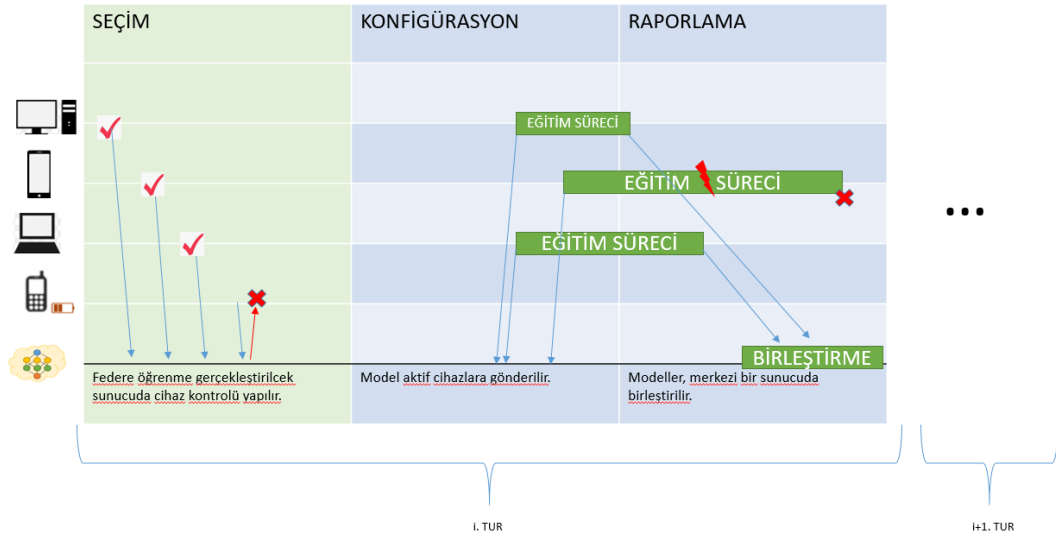 SEÇİM
KONFİGÜRASYON
RAPORLAMA
EĞİTİM SÜRECİ
EĞİTİM SÜRECİ
EĞİTİM SÜRECİ
...
BİRLEŞTİRME
Federe öğrenme gerçekleştirilcek
sunucuda cihaz kontrolü yapılır.
Model aktif cihazlara gönderilir.
Modeller, merkezi bir sunucuda
birleştirilir.
i. TUR
i+1. TUR